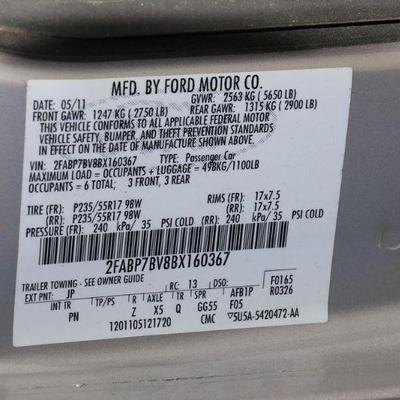 MFD. BY FORD MOTOR CO.
DATE: 05/11 GVWR: 2563 KG ( 5650 LB)
FRONT GAWR: 1247 KG ( 2750 LB) REAR GAWR: 1315 KG ( 2900 LB)
THIS VEHICLE CONFORMS TO ALL APPLICABLE FEDERAL MOTOR
VEHICLE SAFETY, BUMPER, AND THEFT PREVENTION STANDARDS
IN EFFECT ON THE DATE OF MANUFACTURE SHOWN ABOVE.
VIN: 2FABP7BV8BX160367 TYPE: Passenger Car
MAXIMUM LOAD = OCCUPANTS + LUGGAGE = 498KG/1100LB
OCCUPANTS = 6 TOTAL; 3 FRONT, 3 REAR
TIRE (F): P235/55R17 98W RIMS (F): 17x7.5
(R): P235/55R17 98W (R): 17x7.5
PRESSURE (F): 240 kPa/ 35 PSI COLD (R): 240 kPa/ 35 PSI COLD
2FABP7BV8BX160367
TRAILER TOWING - SEE OWNER GUIDE
EXT PNT: JP RC: 13 DSO: F0165
INT TR TP/PS R AXLE TR SPR AFB1P R0326
PN Z X5 Q GG55 F05
1201105121720 CMC 5U5A-5420472-AA